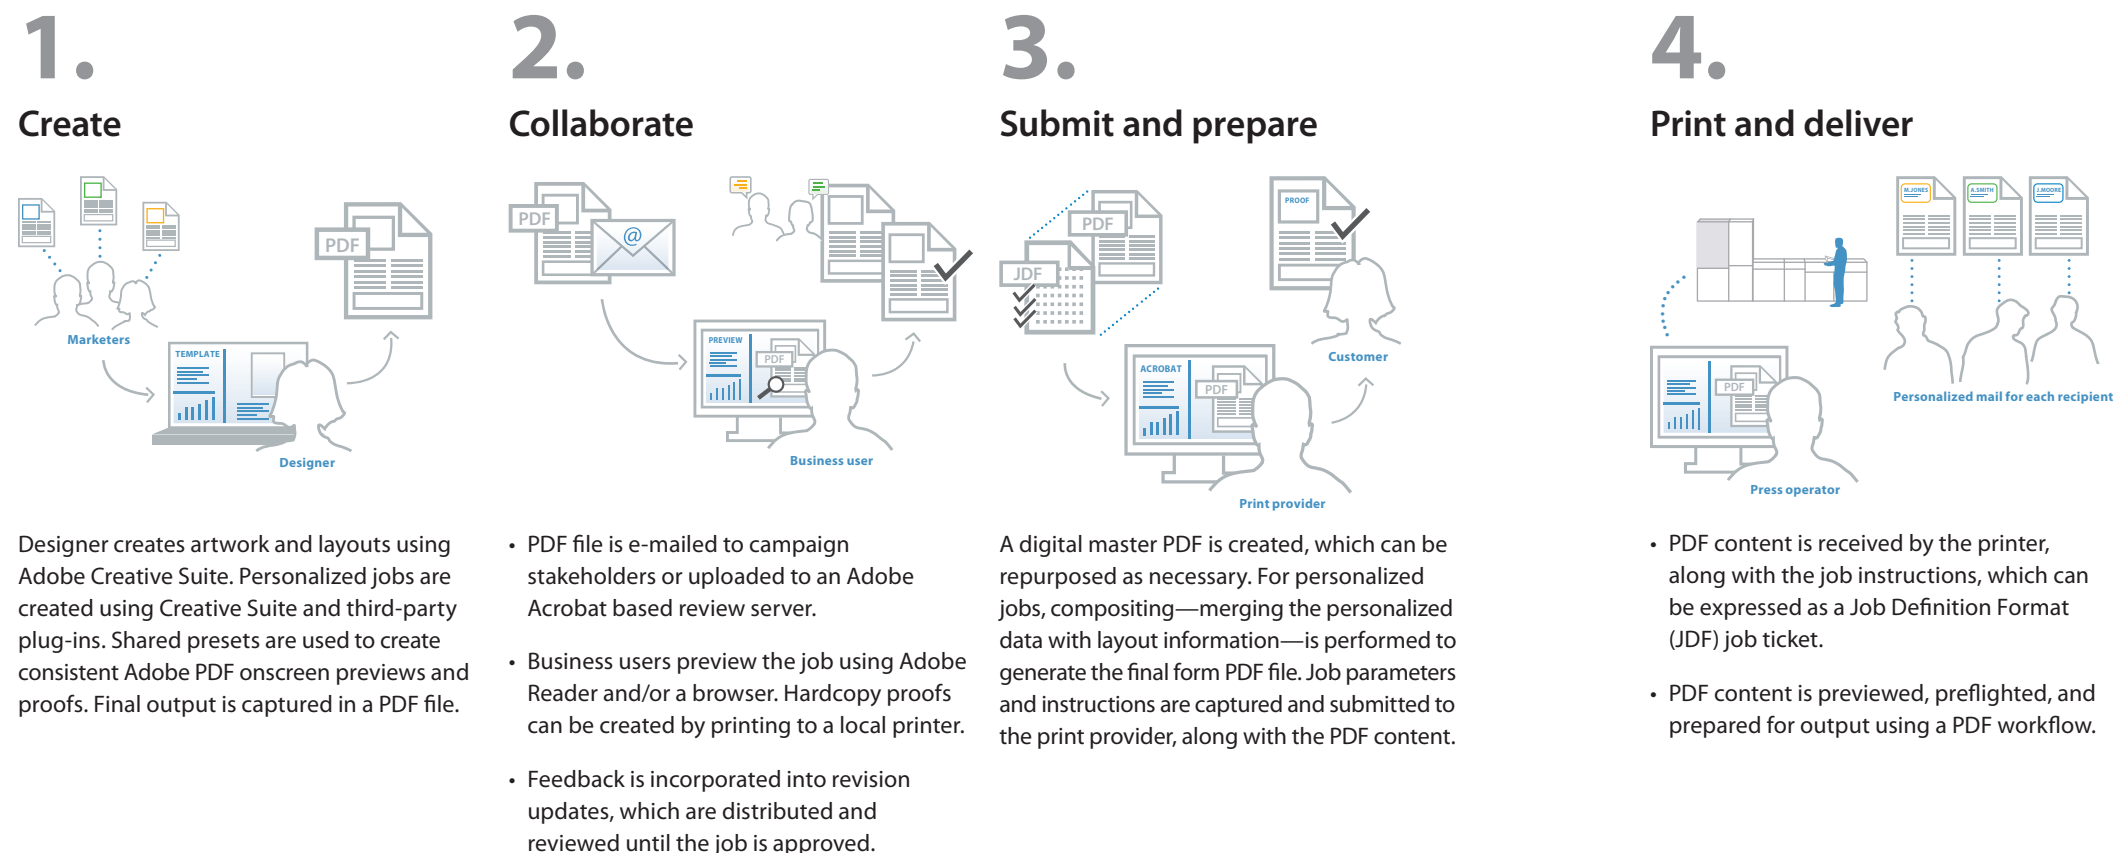 1.
Create
PDF
Marketers
TEMPLATE
Designer
Designer creates artwork and layouts using
Adobe Creative Suite. Personalized jobs are
created using Creative Suite and third-party
plug-ins. Shared presets are used to create
consistent Adobe PDF onscreen previews and
proofs. Final output is captured in a PDF file.
2.
Collaborate
PDF
@
PREVIEW
PDF
Business user
• PDF file is e-mailed to campaign
stakeholders or uploaded to an Adobe
Acrobat based review server.
• Business users preview the job using Adobe
Reader and/or a browser. Hardcopy proofs
can be created by printing to a local printer.
• Feedback is incorporated into revision
updates, which are distributed and
reviewed until the job is approved.
3.
Submit and prepare
PDF
JDF
PROOF
Customer
ACROBAT
PDF
Print provider
A digital master PDF is created, which can be
repurposed as necessary. For personalized
jobs, compositing—merging the personalized
data with layout information—is performed to
generate the final form PDF file. Job parameters
and instructions are captured and submitted to
the print provider, along with the PDF content.
4.
Print and deliver
M.JONES
A.SMITH
J.MOORE
Personalized mail for each recipient
PDF
Press operator
• PDF content is received by the printer,
along with the job instructions, which can
be expressed as a Job Definition Format
(JDF) job ticket.
• PDF content is previewed, preflighted, and
prepared for output using a PDF workflow.